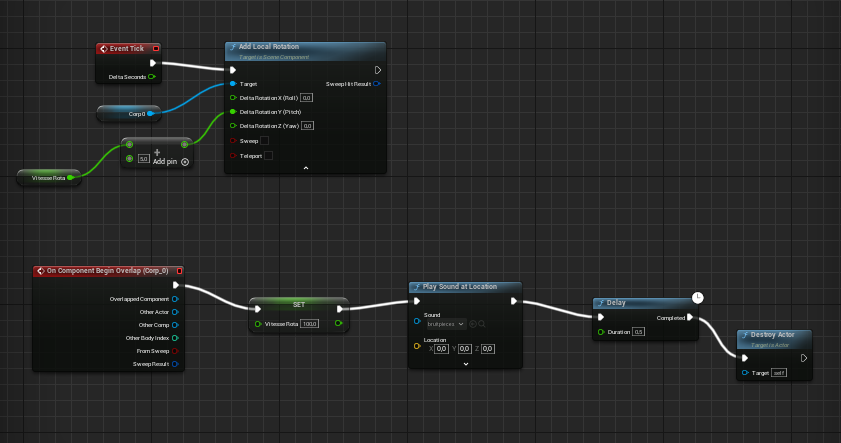 Event Tick
Delta Seconds
Corp 0
Vitesse Rota
5,0
Add pin
Add Local Rotation
Target is Scene Component
Target
Sweep Hit Result
Delta Rotation X (Roll) 0,0
Delta Rotation Y (Pitch)
Delta Rotation Z (Yaw) 0,0
Sweep
Teleport
On Component Begin Overlap (Corp_0)
Overlapped Component
Other Actor
Other Comp
Other Body Index
From Sweep
Sweep Result
SET
Vitesse Rota 100,0
Play Sound at Location
Sound
bruitpieces
Location
X 0,0 Y 0,0 Z 0,0
Delay
Completed
Duration 0,5
Destroy Actor
Target is Actor
Target self